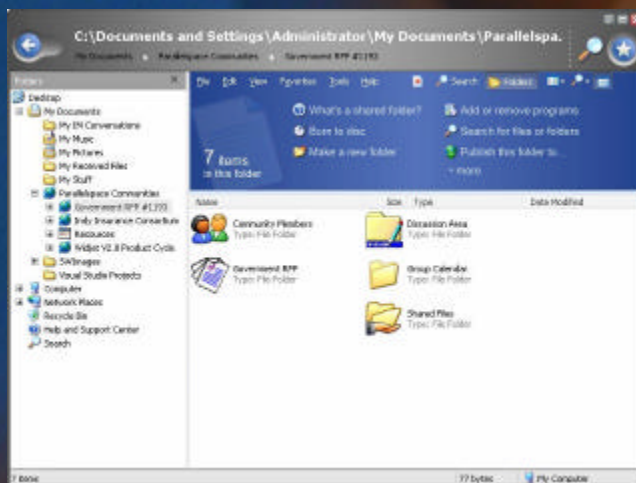 C:\Documents and Settings\Administrator\My Documents\Parallelspa.
My Documents Parallelspace Communities Government RFP #1193
Folders
File Edit View Favorites Tools Help Search Folders
Desktop
My Documents
My IM Conversations
My Music
My Pictures
My Received Files
My Stuff
Parallelspace Communities
Government RFP #1193
Indy Insurance Consortium
Resources
Widjet V2.8 Product Cycle
SWImages
Visual Studio Projects
Computer
Network Places
Recycle Bin
Help and Support Center
Search
7 items
in this folder
What's a shared folder?
Burn to disc
Make a new folder
Add or remove programs
Search for files or folders
Publish this folder to...
more
Name Size Type Date Modified
Community Members
Type: File Folder
Discussion Area
Type: File Folder
Government RFP
Type: File Folder
Group Calendar
Type: File Folder
Shared Files
Type: File Folder
7 items 77 bytes My Computer